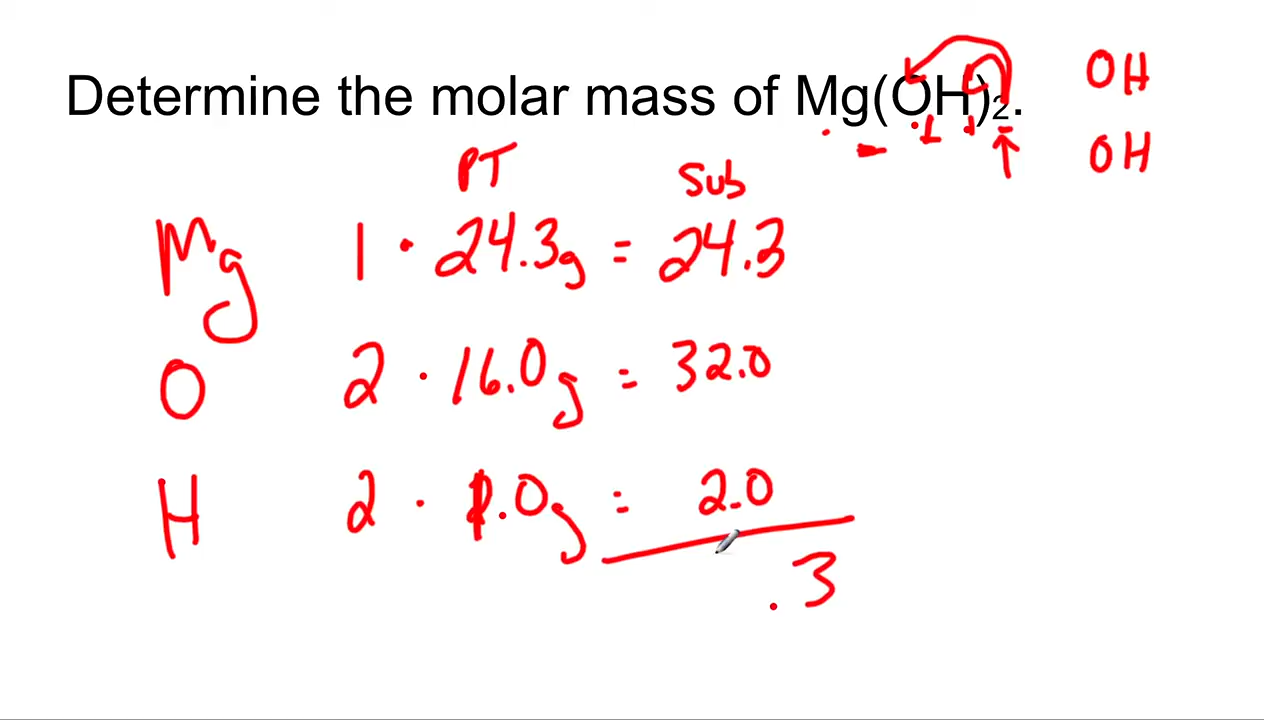 Determine the molar mass of Mg(OH)₂.
OH
OH
PT Sub
Mg 1 · 24.3g = 24.3
O 2 · 16.0g = 32.0
H 2 · 1.0g = 2.0
.3